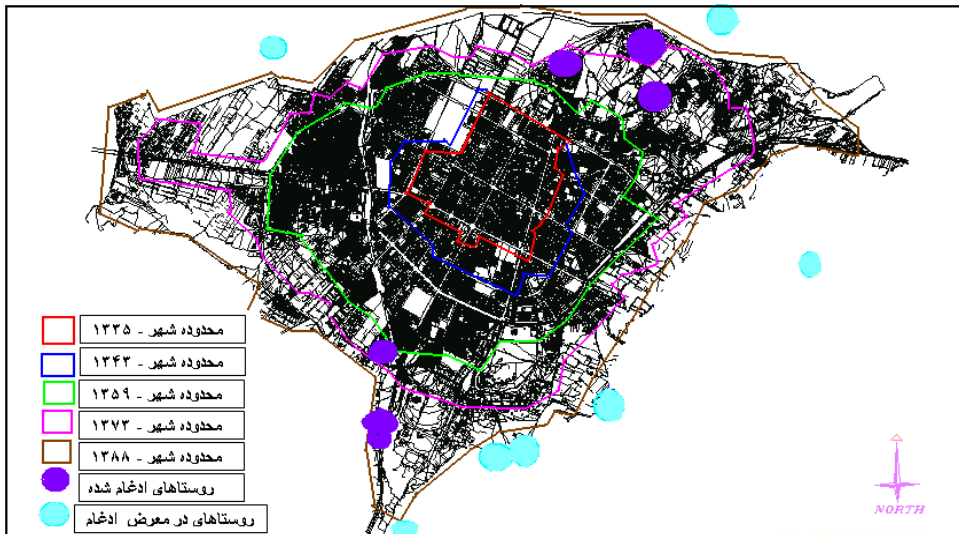 محدوده شهر - ۱۳۳۵
محدوده شهر - ۱۳۴۳
محدوده شهر - ۱۳۵۹
محدوده شهر - ۱۳۷۳
محدوده شهر - ۱۳۸۸
روستاهای ادغام شده
روستاهای در معرض ادغام
NORTH